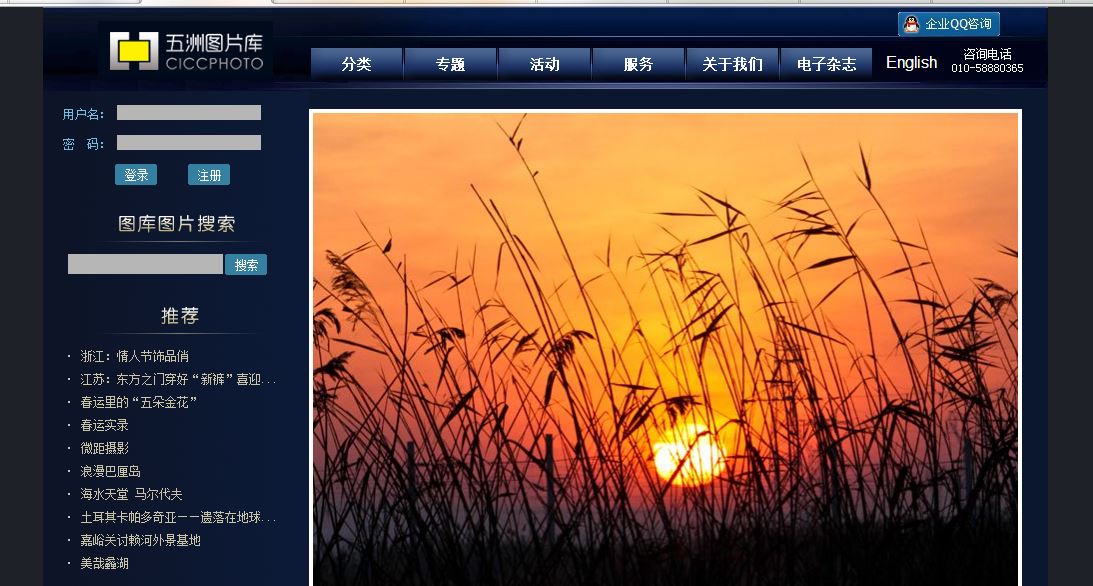 企业QQ咨询
五洲图片库
CICCPHOTO
分类 专题 活动 服务 关于我们 电子杂志 English 咨询电话
010-58880365
用户名：
密 码：
登录 注册
图库图片搜索
搜索
推荐
· 浙江：情人节饰品俏
· 江苏：东方之门穿好“新裤”喜迎...
· 春运里的“五朵金花”
· 春运实录
· 微距摄影
· 浪漫巴厘岛
· 海水天堂 马尔代夫
· 土耳其卡帕多奇亚——遗落在地球...
· 嘉峪关讨赖河外景基地
· 美哉蠡湖